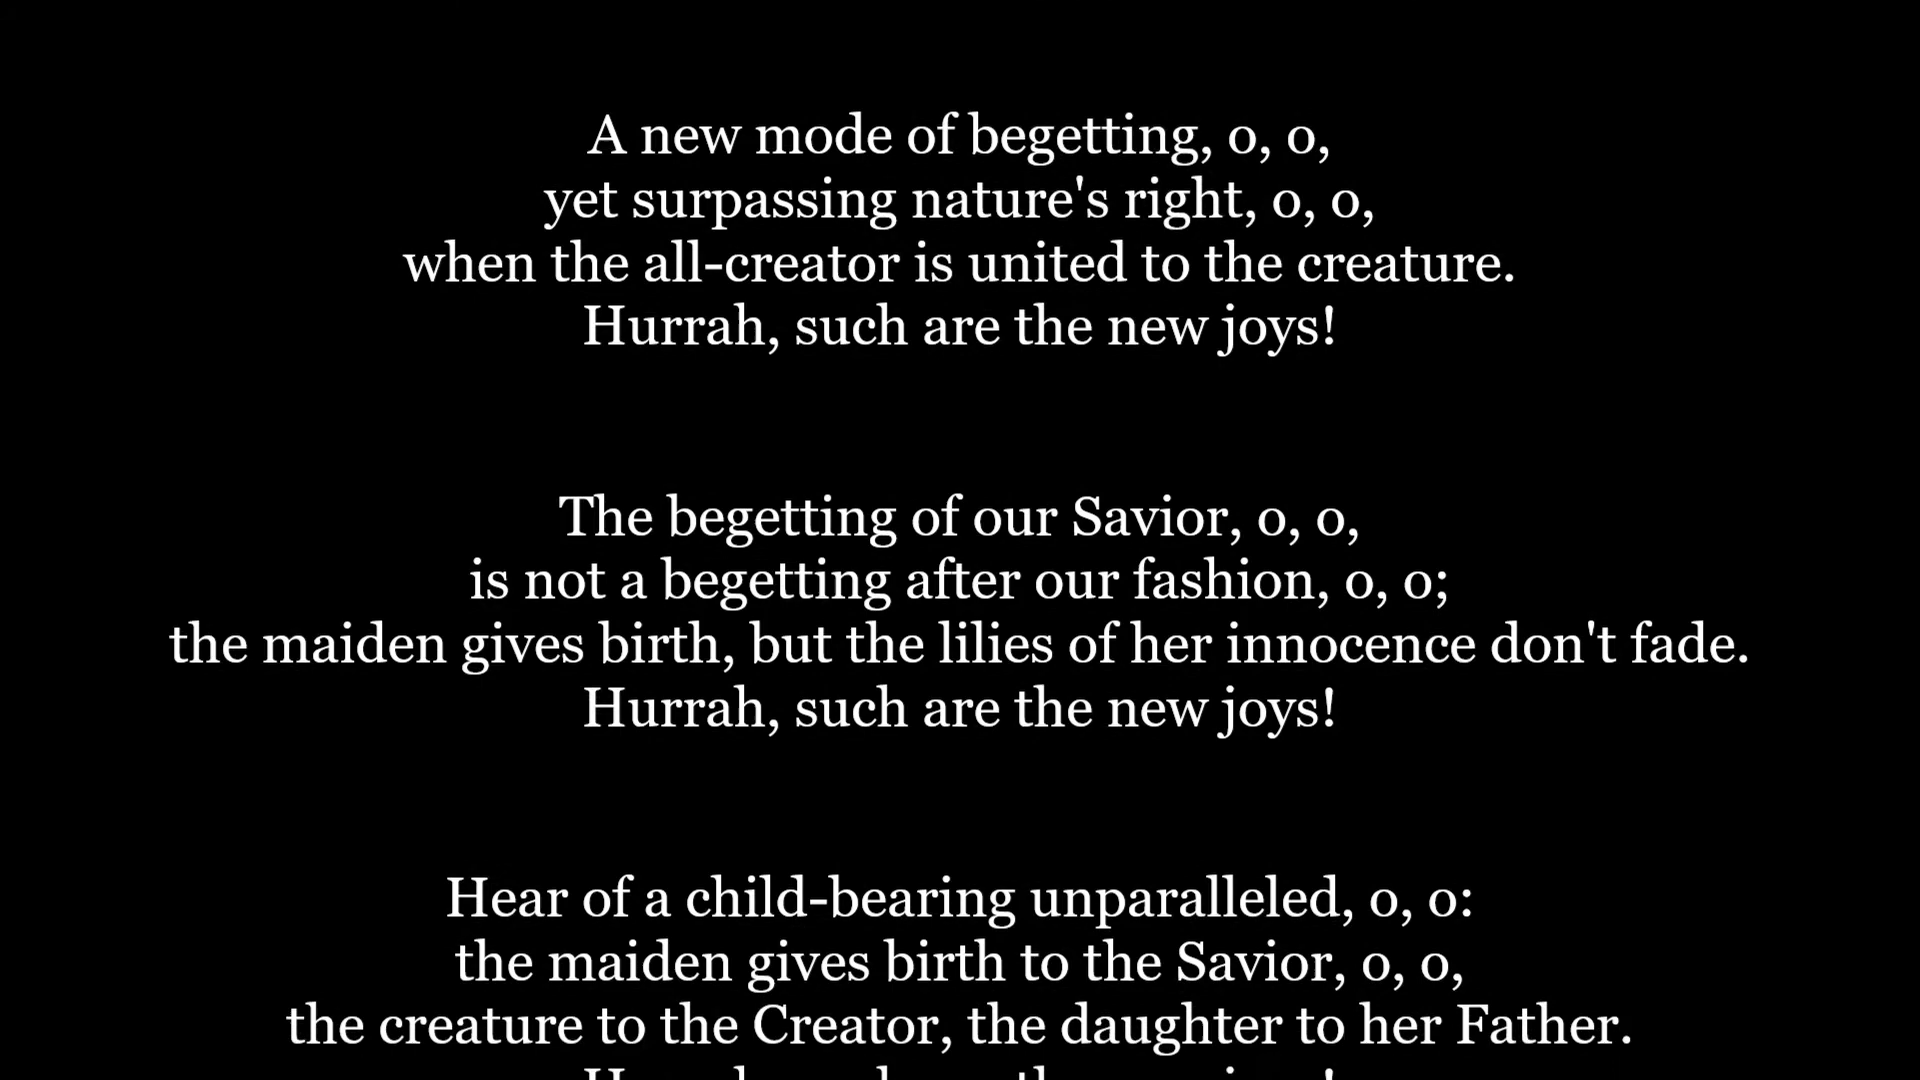 A new mode of begetting, o, o,
yet surpassing nature's right, o, o,
when the all-creator is united to the creature.
Hurrah, such are the new joys!
The begetting of our Savior, o, o,
is not a begetting after our fashion, o, o;
the maiden gives birth, but the lilies of her innocence don't fade.
Hurrah, such are the new joys!
Hear of a child-bearing unparalleled, o, o:
the maiden gives birth to the Savior, o, o,
the creature to the Creator, the daughter to her Father.